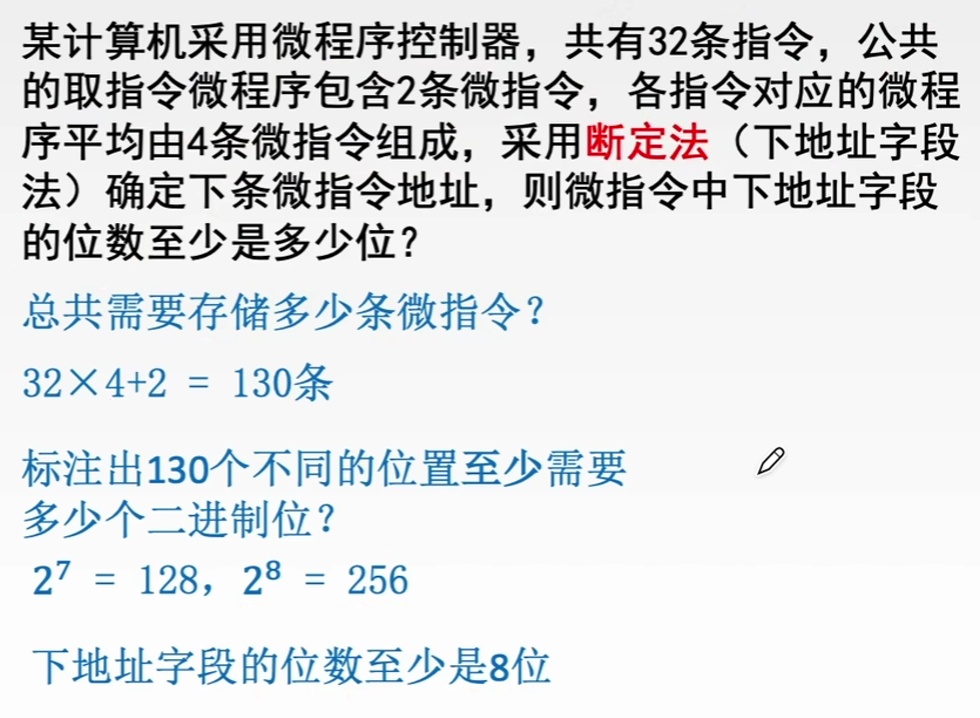 某计算机采用微程序控制器，共有32条指令，公共
的取指令微程序包含2条微指令，各指令对应的微程
序平均由4条微指令组成，采用断定法（下地址字段
法）确定下条微指令地址，则微指令中下地址字段
的位数至少是多少位？
总共需要存储多少条微指令？
32×4+2 = 130条
标注出130个不同的位置至少需要
多少个二进制位？
2⁷ = 128，2⁸ = 256
下地址字段的位数至少是8位